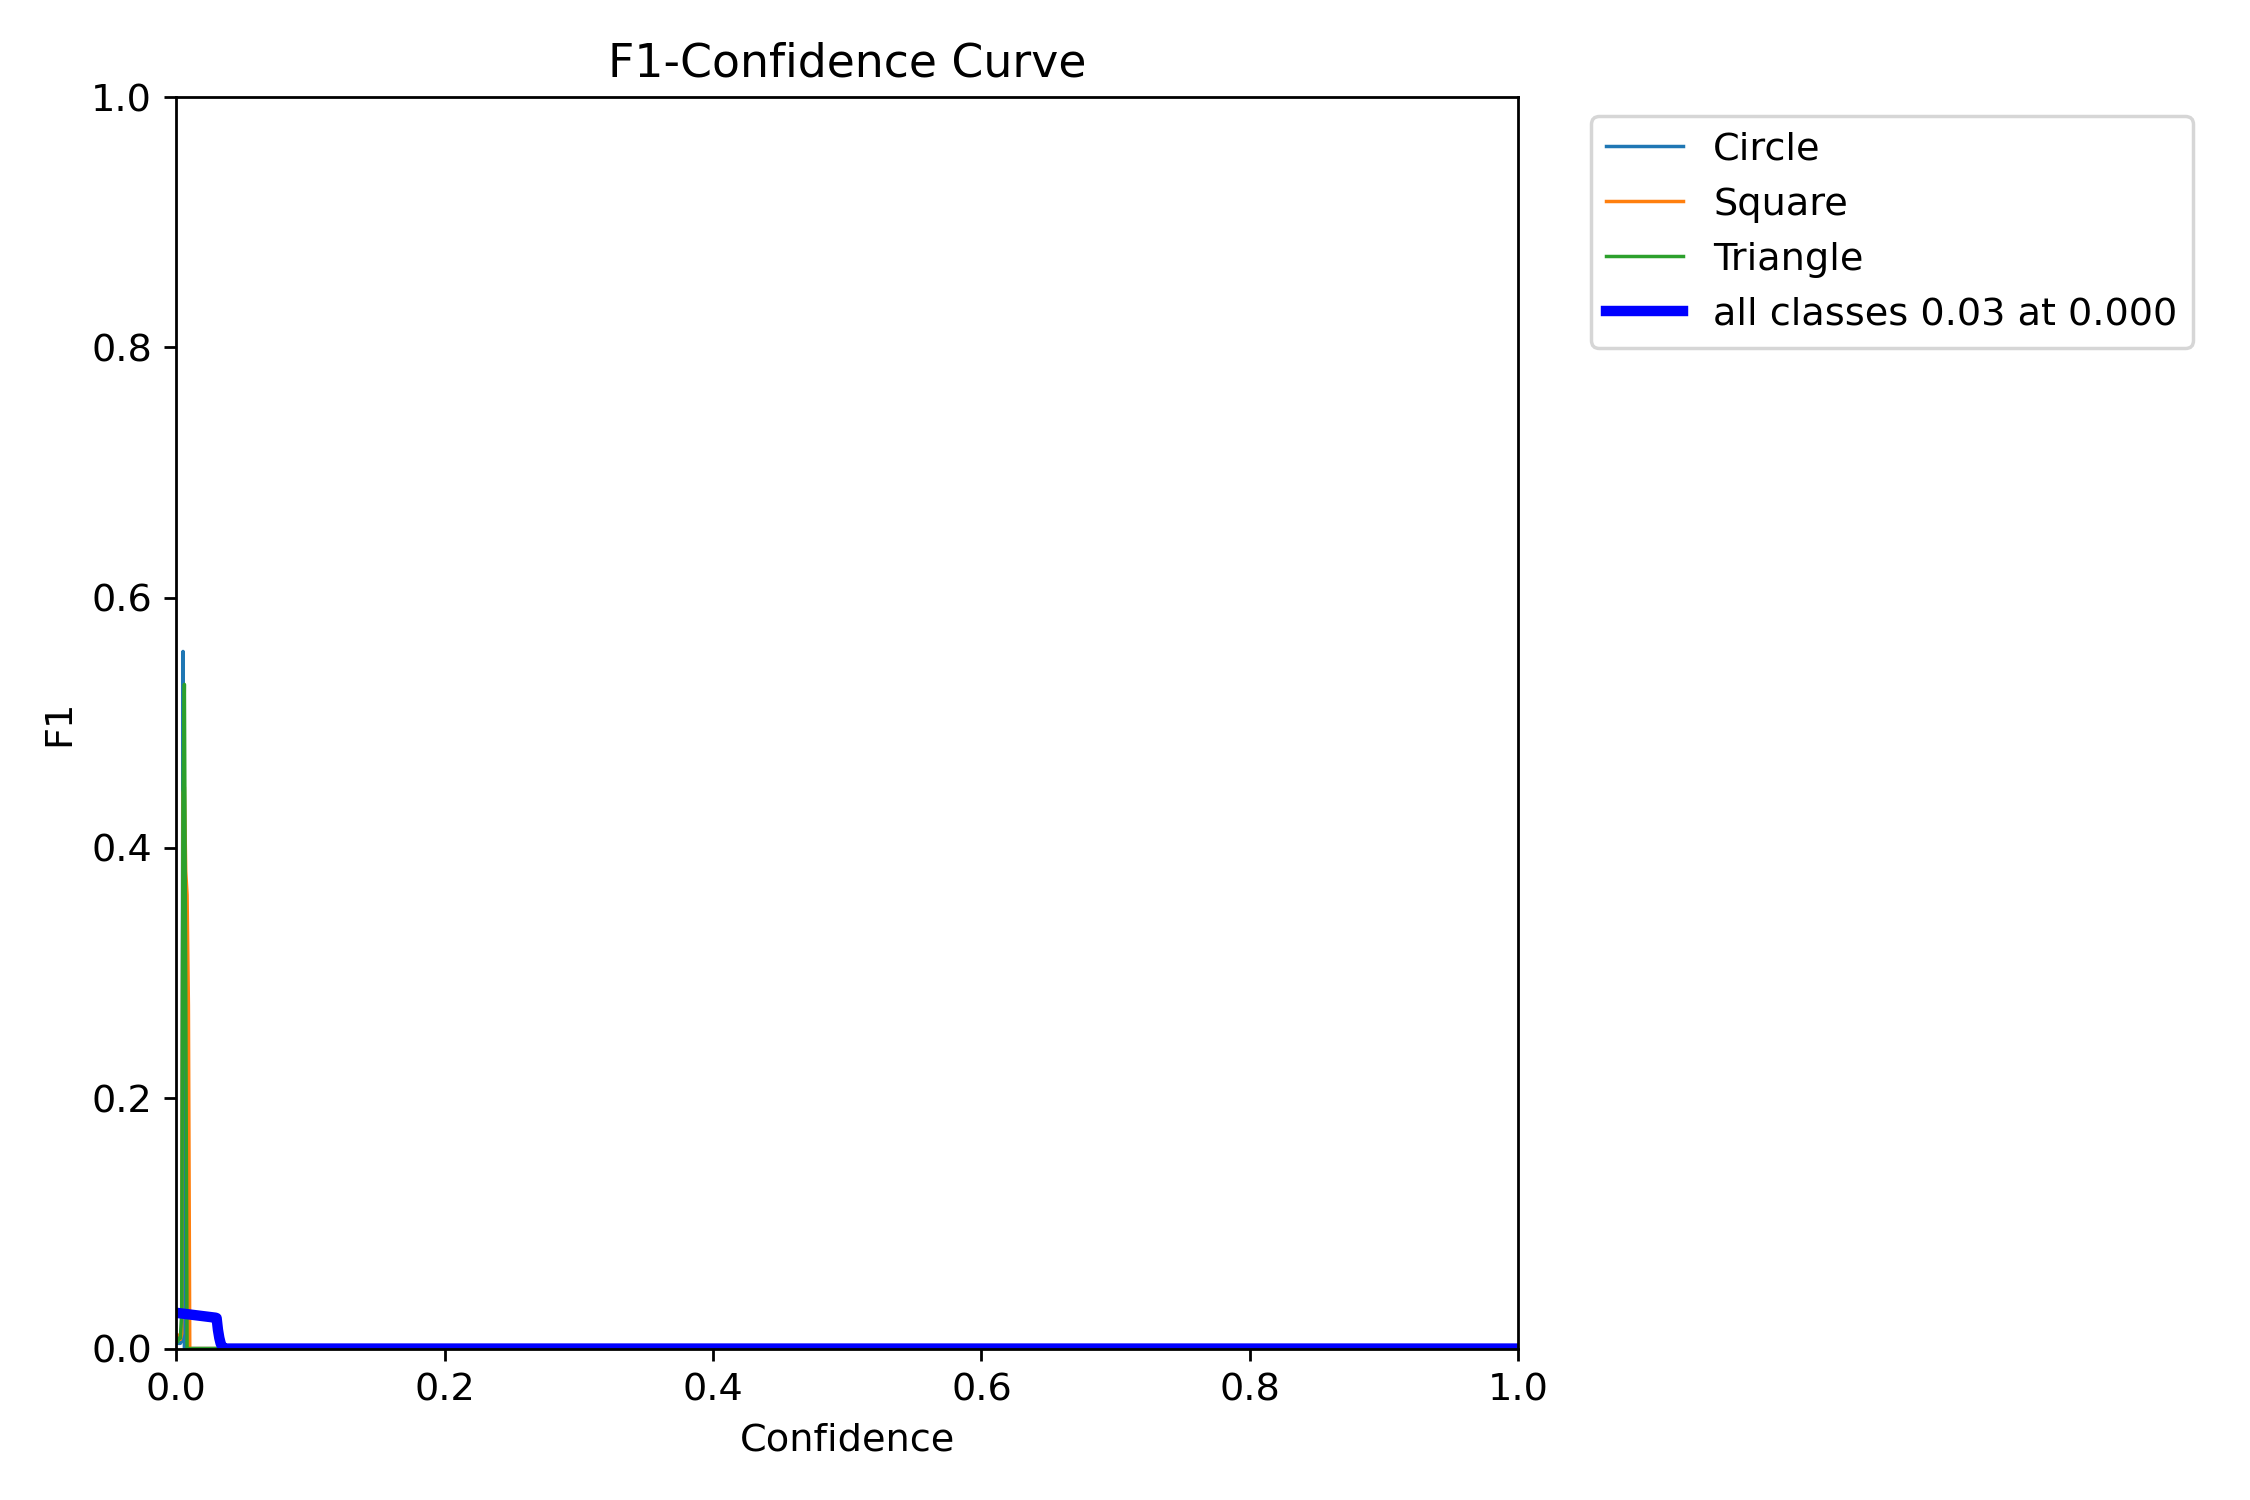 F1-Confidence Curve
1.0
0.8
0.6
0.4
0.2
0.0
F1
0.0 0.2 0.4 0.6 0.8 1.0
Confidence
Circle
Square
Triangle
all classes 0.03 at 0.000